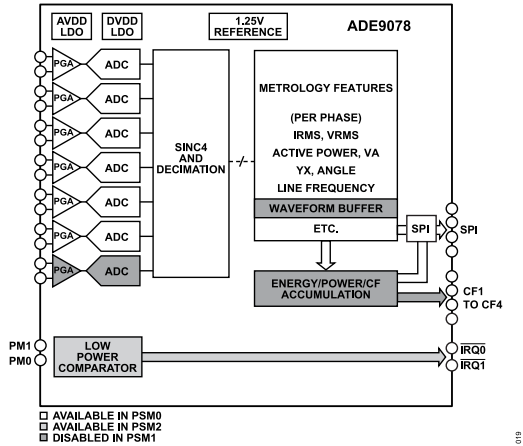 AVDD LDO
DVDD LDO
1.25V REFERENCE
ADE9078
PGA
ADC
PGA
ADC
PGA
ADC
PGA
ADC
PGA
ADC
PGA
ADC
PGA
ADC
SINC4
AND
DECIMATION
METROLOGY FEATURES
(PER PHASE)
IRMS, VRMS
ACTIVE POWER, VA
YX, ANGLE
LINE FREQUENCY
WAVEFORM BUFFER
ETC.
SPI
SPI
ENERGY/POWER/CF
ACCUMULATION
CF1
TO CF4
PM1
PM0
LOW
POWER
COMPARATOR
IRQ0
IRQ1
AVAILABLE IN PSM0
AVAILABLE IN PSM2
DISABLED IN PSM1
019